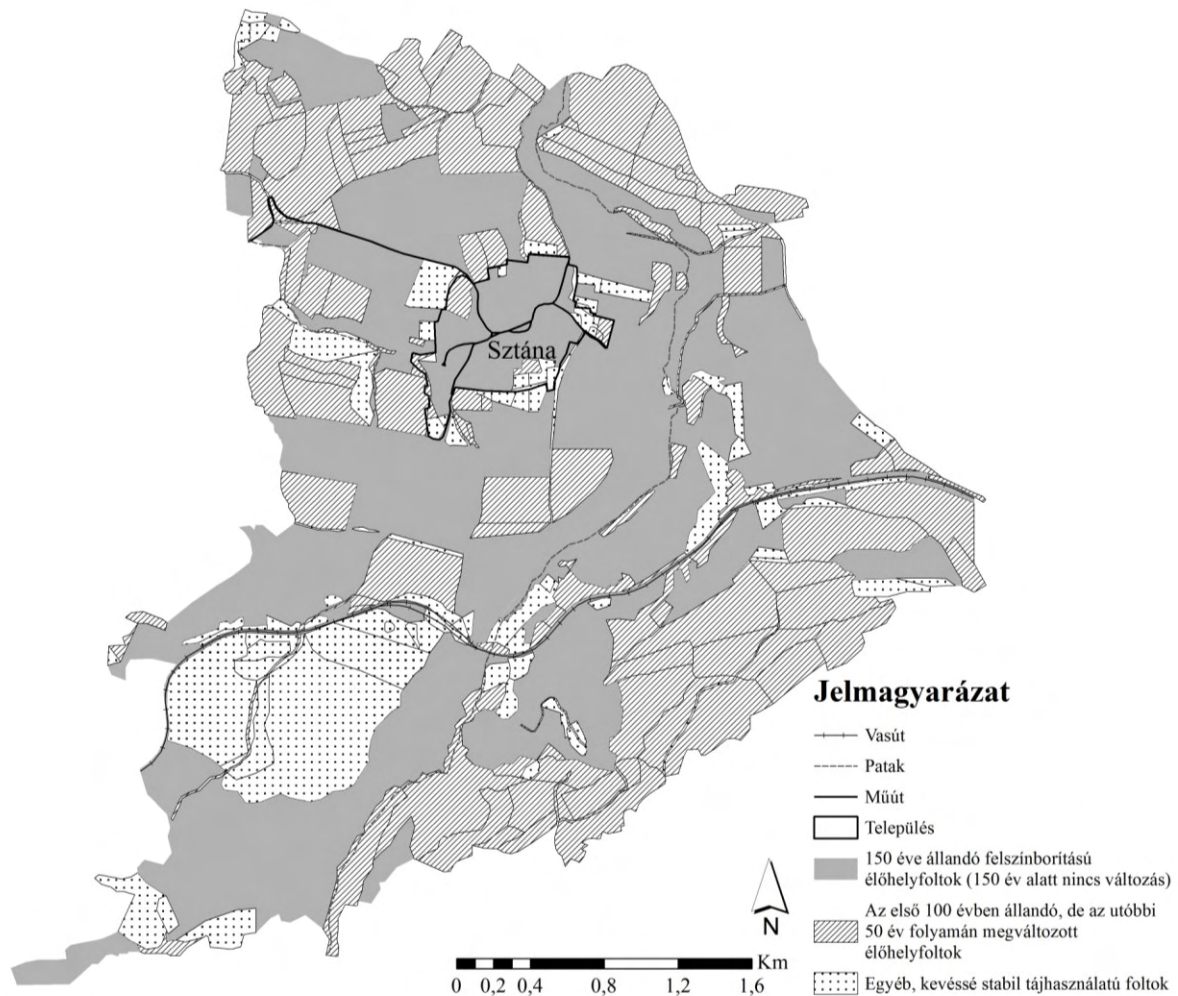 Sztána
Jelmagyarázat
Vasút
Patak
Műút
Település
150 éve állandó felszínborítású
élőhelyfoltok (150 év alatt nincs változás)
Az első 100 évben állandó, de az utóbbi
50 év folyamán megváltozott
élőhelyfoltok
Egyéb, kevéssé stabil tájhasználatú foltok
N
Km
0 0,2 0,4 0,8 1,2 1,6